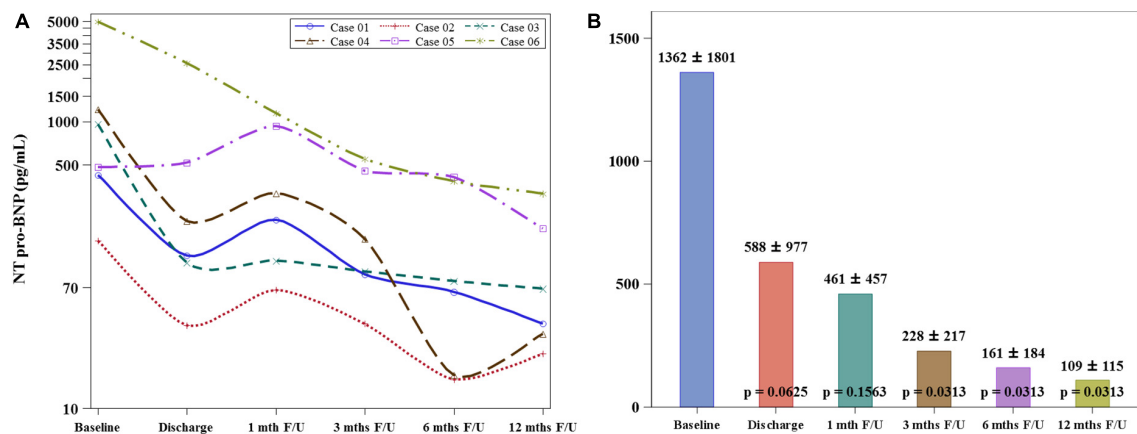 A
NT pro-BNP (pg/mL)
5000
3500
2500
1500
1000
500
70
10
Case 01 Case 02 Case 03
Case 04 Case 05 Case 06
Baseline Discharge 1 mth F/U 3 mths F/U 6 mths F/U 12 mths F/U
B
1500
1000
500
0
1362 ± 1801
588 ± 977
461 ± 457
228 ± 217
161 ± 184
109 ± 115
p = 0.0625 p = 0.1563 p = 0.0313 p = 0.0313 p = 0.0313
Baseline Discharge 1 mth F/U 3 mths F/U 6 mths F/U 12 mths F/U